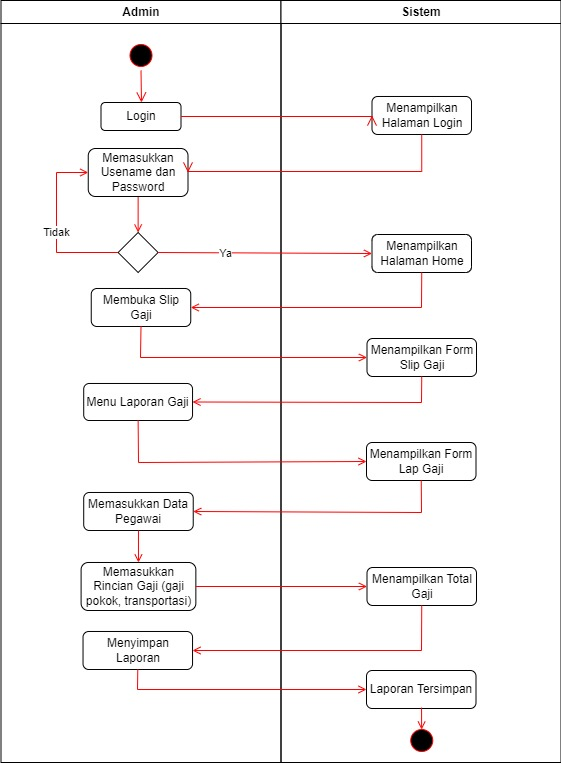 Admin
Sistem
Login
Menampilkan
Halaman Login
Memasukkan
Usename dan
Password
Tidak
Ya
Menampilkan
Halaman Home
Membuka Slip
Gaji
Menampilkan Form
Slip Gaji
Menu Laporan Gaji
Menampilkan Form
Lap Gaji
Memasukkan Data
Pegawai
Memasukkan
Rincian Gaji (gaji
pokok, transportasi)
Menampilkan Total
Gaji
Menyimpan
Laporan
Laporan Tersimpan